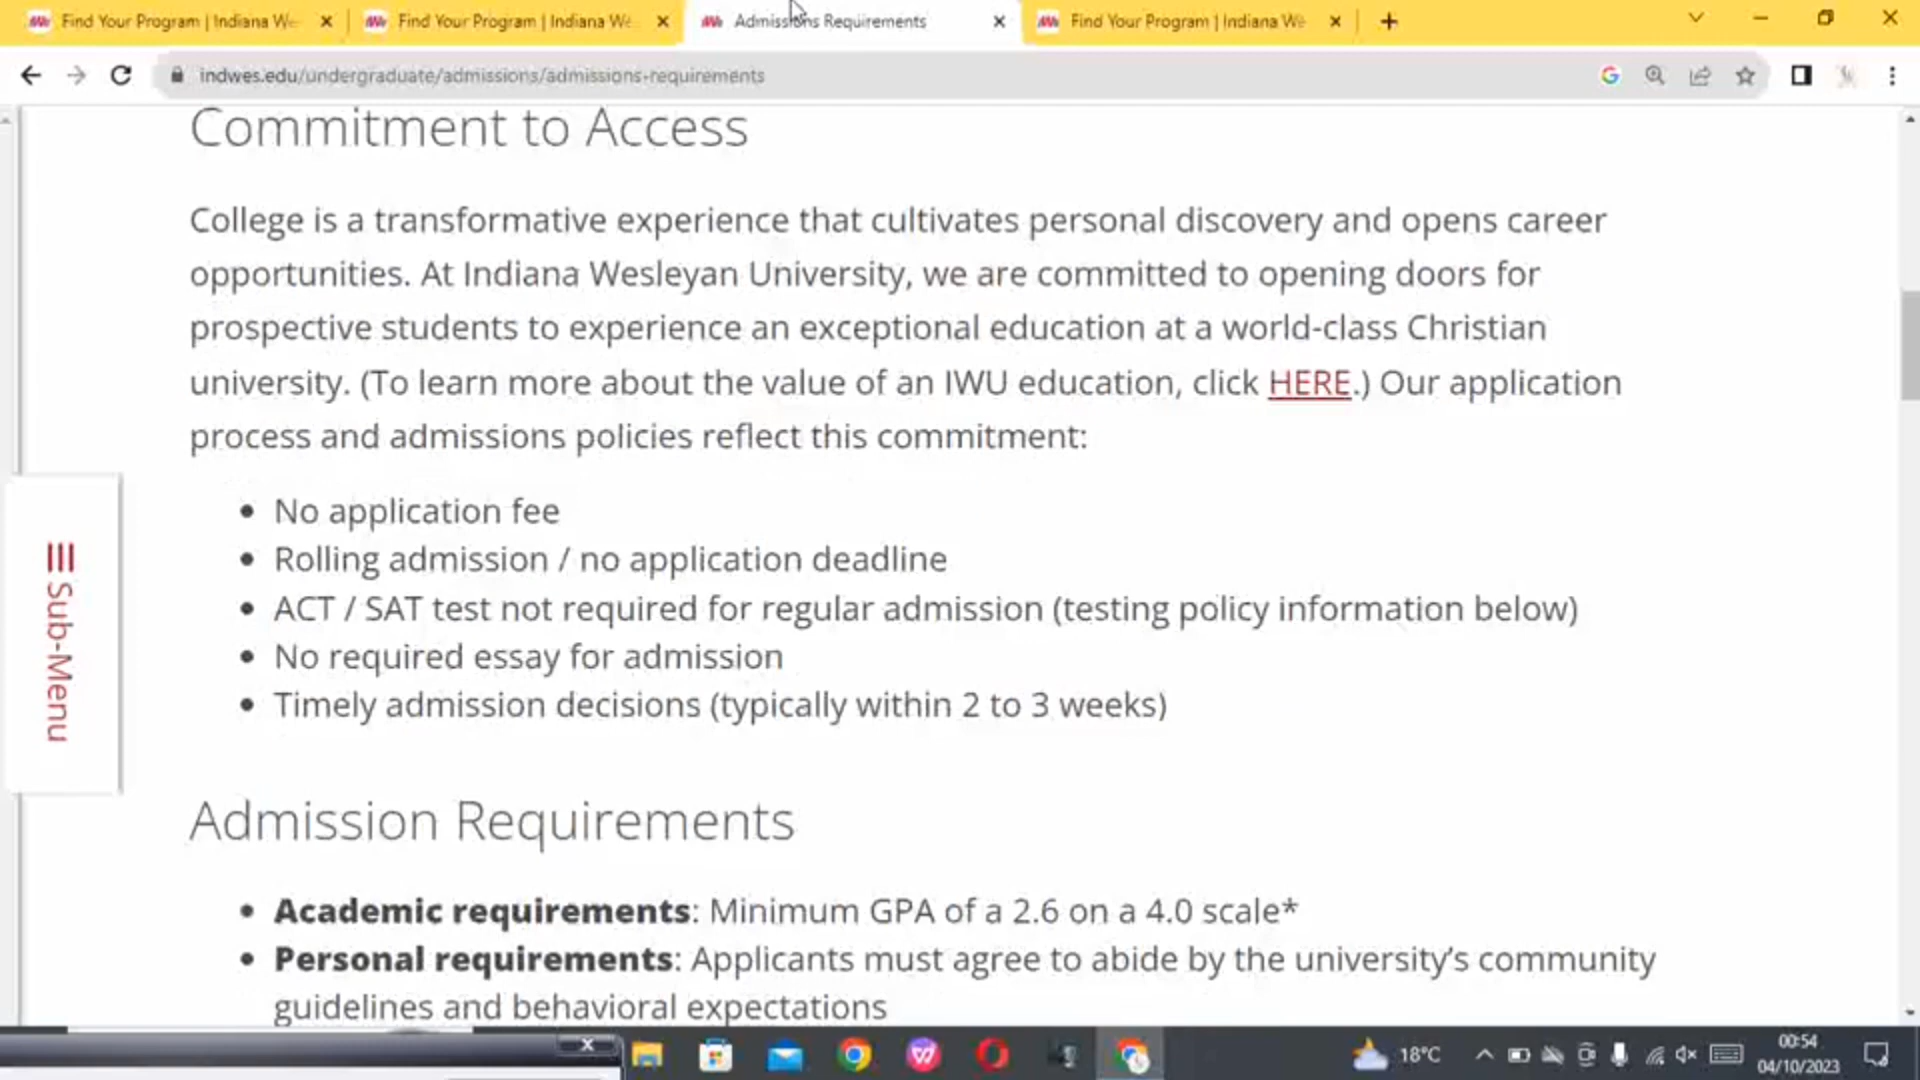 Find Your Program | Indiana We
Find Your Program | Indiana We
Admissions Requirements
Find Your Program | Indiana We
indwes.edu/undergraduate/admissions/admissions-requirements
Commitment to Access
College is a transformative experience that cultivates personal discovery and opens career
opportunities. At Indiana Wesleyan University, we are committed to opening doors for
prospective students to experience an exceptional education at a world-class Christian
university. (To learn more about the value of an IWU education, click HERE.) Our application
process and admissions policies reflect this commitment:
• No application fee
• Rolling admission / no application deadline
• ACT / SAT test not required for regular admission (testing policy information below)
• No required essay for admission
• Timely admission decisions (typically within 2 to 3 weeks)
Sub-Menu
Admission Requirements
• Academic requirements: Minimum GPA of a 2.6 on a 4.0 scale*
• Personal requirements: Applicants must agree to abide by the university’s community
guidelines and behavioral expectations
18°C
00:54
04/10/2023